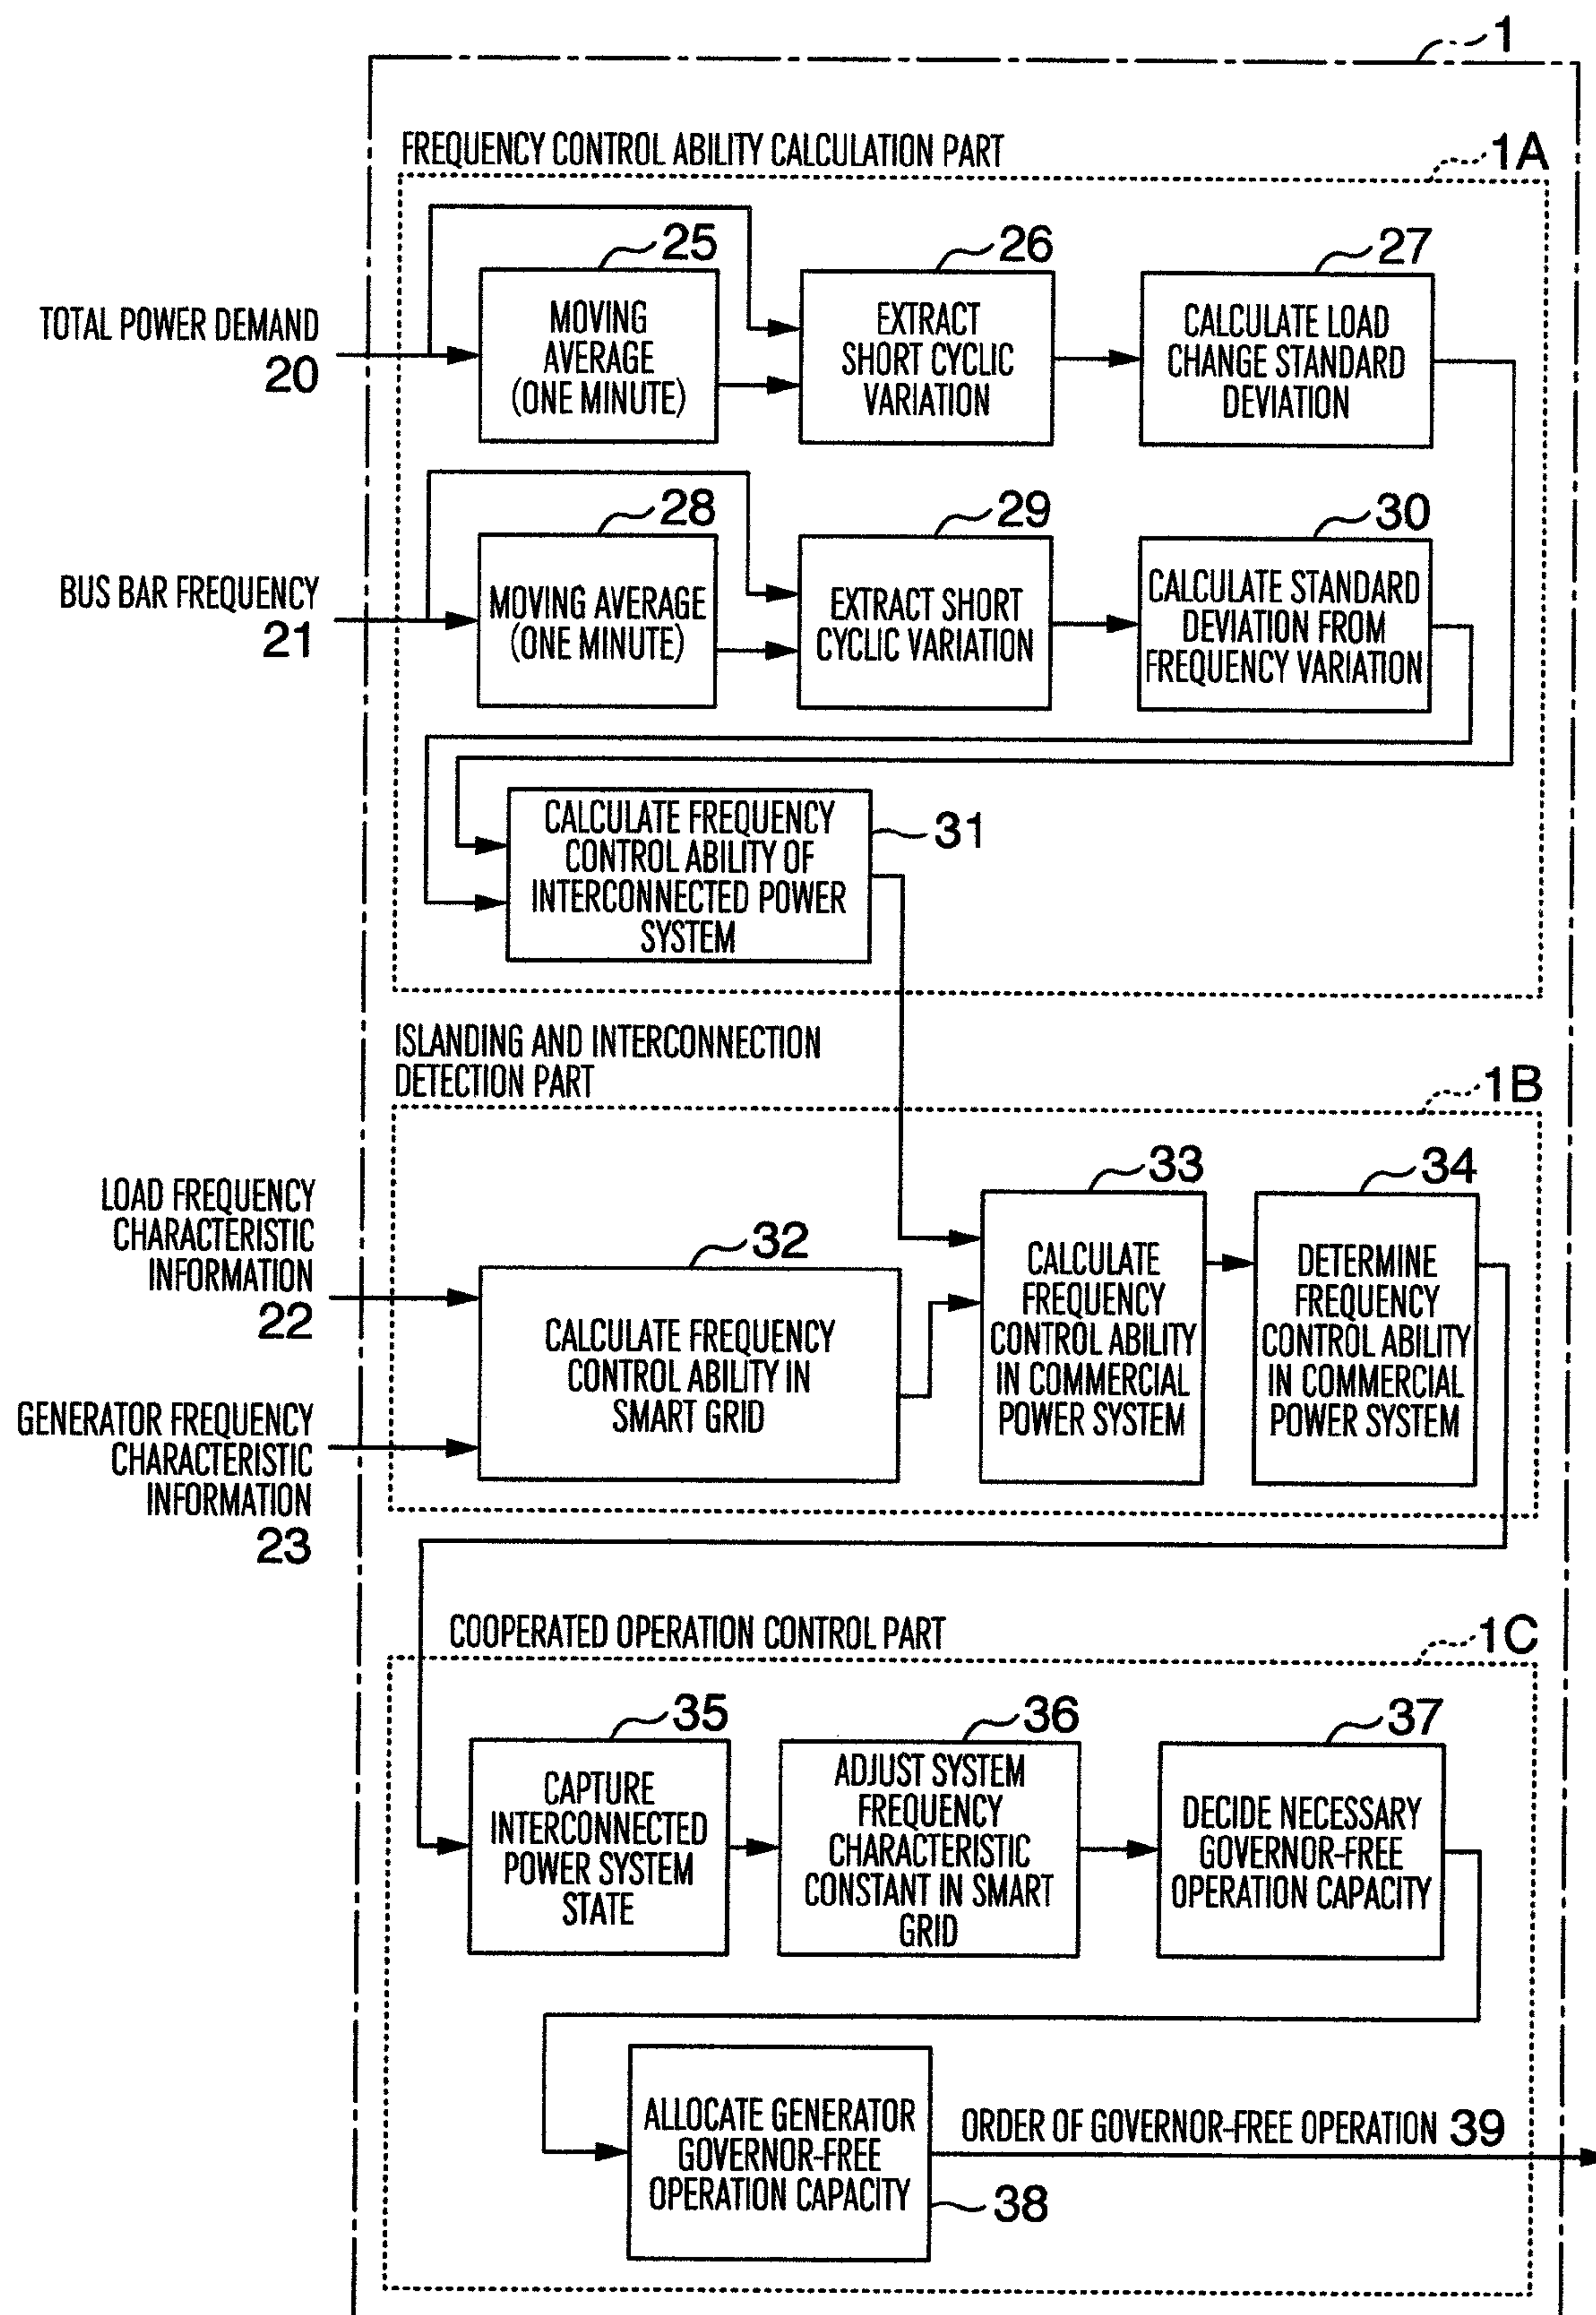 1
FREQUENCY CONTROL ABILITY CALCULATION PART
1A
25
26
27
TOTAL POWER DEMAND
20
MOVING
AVERAGE
(ONE MINUTE)
EXTRACT
SHORT CYCLIC
VARIATION
CALCULATE LOAD
CHANGE STANDARD
DEVIATION
28
29
30
BUS BAR FREQUENCY
21
MOVING AVERAGE
(ONE MINUTE)
EXTRACT SHORT
CYCLIC VARIATION
CALCULATE STANDARD
DEVIATION FROM
FREQUENCY VARIATION
CALCULATE FREQUENCY
CONTROL ABILITY OF
INTERCONNECTED POWER
SYSTEM
31
ISLANDING AND INTERCONNECTION
DETECTION PART
1B
LOAD FREQUENCY
CHARACTERISTIC
INFORMATION
22
GENERATOR FREQUENCY
CHARACTERISTIC
INFORMATION
23
32
CALCULATE FREQUENCY
CONTROL ABILITY IN
SMART GRID
33
CALCULATE
FREQUENCY
CONTROL ABILITY
IN COMMERCIAL
POWER SYSTEM
34
DETERMINE
FREQUENCY
CONTROL ABILITY
IN COMMERCIAL
POWER SYSTEM
COOPERATED OPERATION CONTROL PART
1C
35
CAPTURE
INTERCONNECTED
POWER SYSTEM
STATE
36
ADJUST SYSTEM
FREQUENCY
CHARACTERISTIC
CONSTANT IN SMART
GRID
37
DECIDE NECESSARY
GOVERNOR-FREE
OPERATION CAPACITY
ALLOCATE GENERATOR
GOVERNOR-FREE
OPERATION CAPACITY
38
ORDER OF GOVERNOR-FREE OPERATION 39